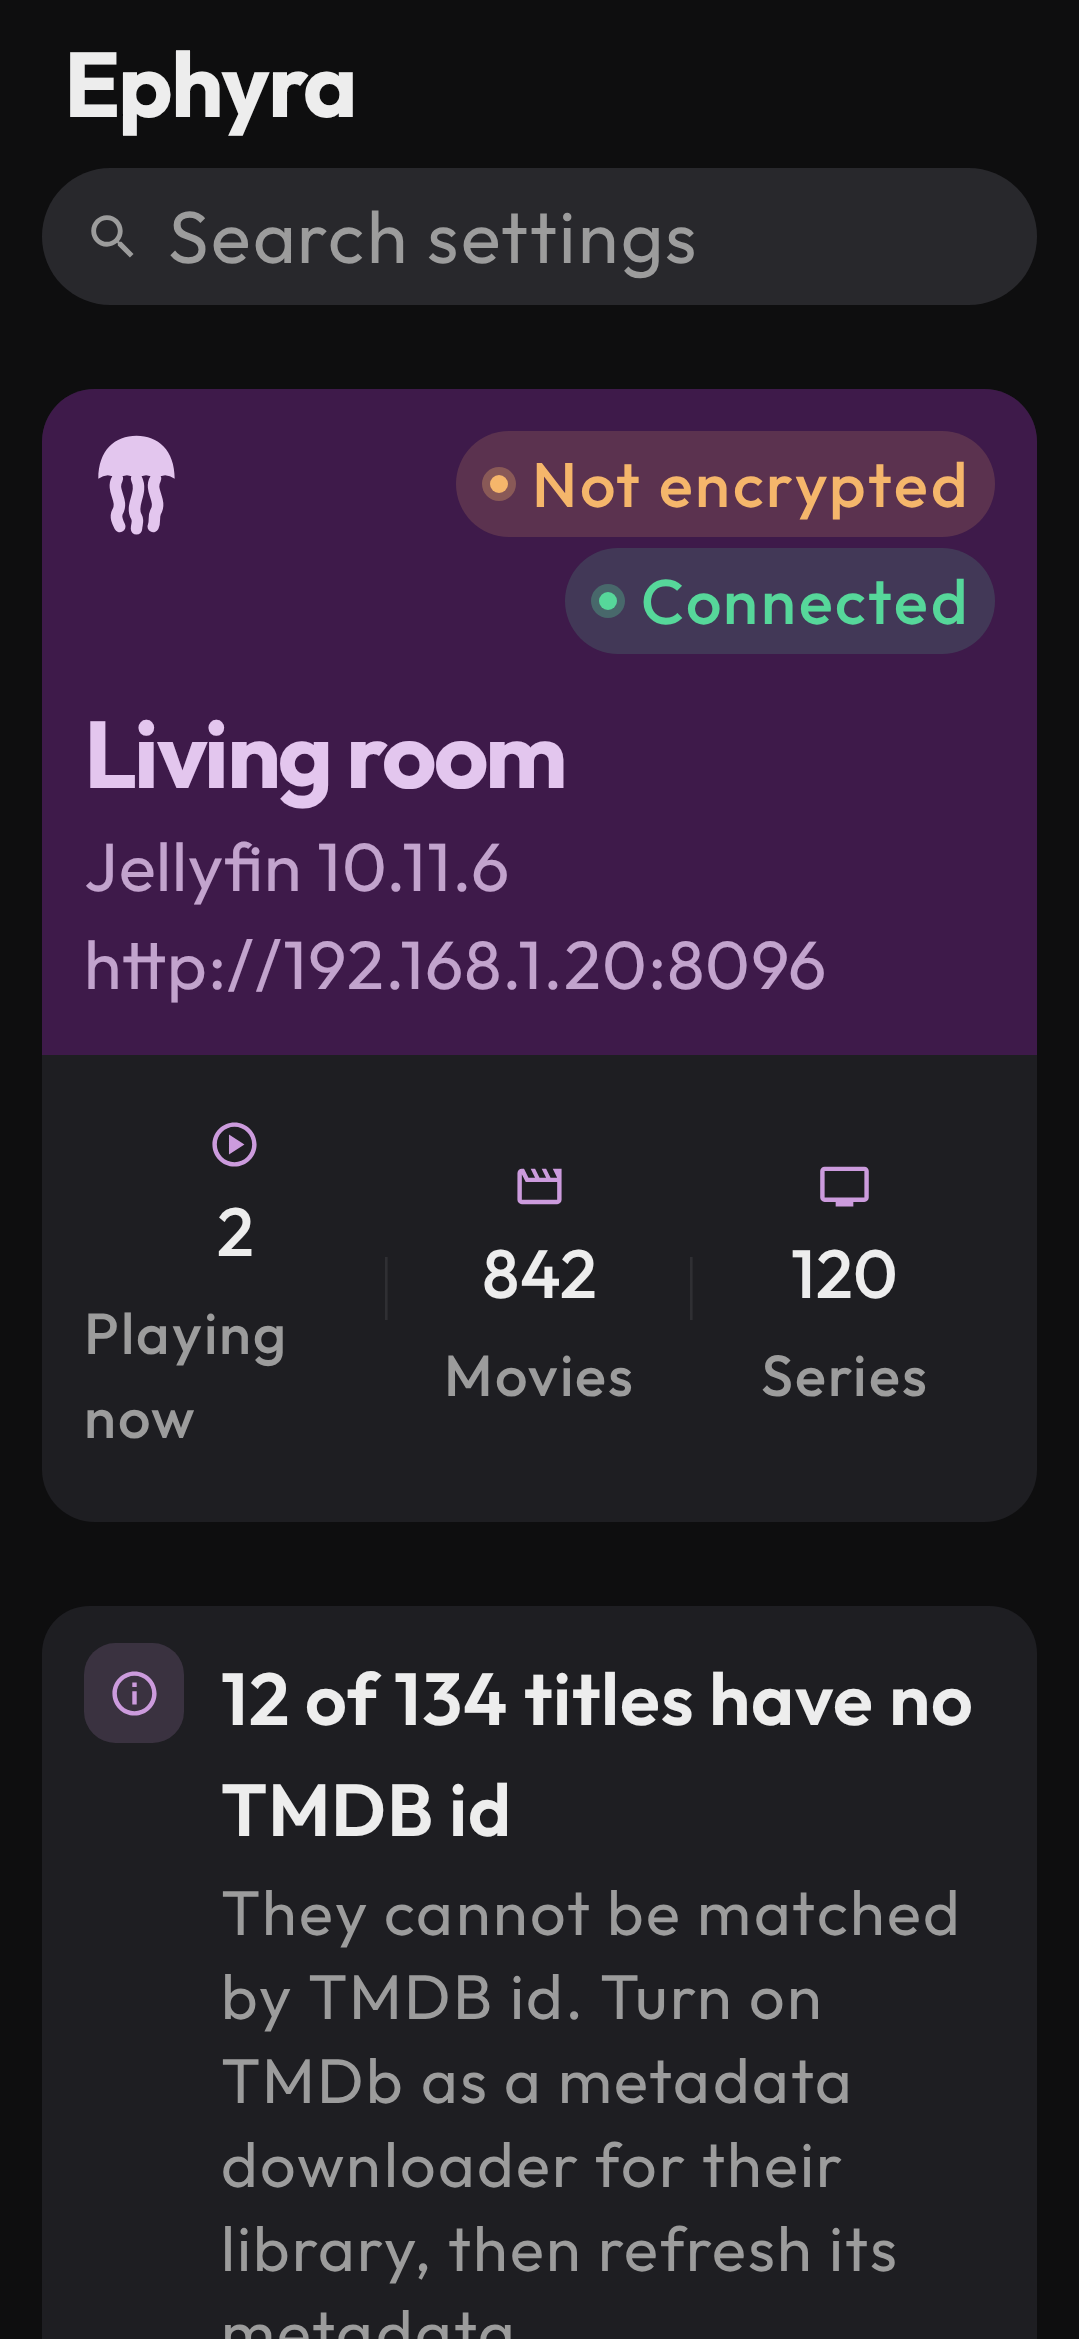 Ephyra
Search settings
Not encrypted
Connected
Living room
Jellyfin 10.11.6
http://192.168.1.20:8096
2
Playing
now
842
Movies
120
Series
12 of 134 titles have no
TMDB id
They cannot be matched
by TMDB id. Turn on
TMDb as a metadata
downloader for their
library, then refresh its
metadata